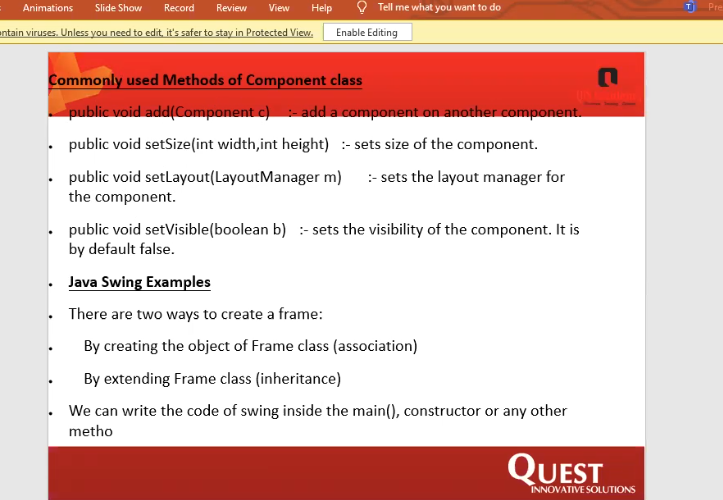 Animations Slide Show Record Review View Help Tell me what you want to do
ntain viruses. Unless you need to edit, it's safer to stay in Protected View. Enable Editing
Commonly used Methods of Component class
• public void add(Component c) :- add a component on another component.
• public void setSize(int width,int height) :- sets size of the component.
• public void setLayout(LayoutManager m) :- sets the layout manager for
the component.
• public void setVisible(boolean b) :- sets the visibility of the component. It is
by default false.
• Java Swing Examples
• There are two ways to create a frame:
• By creating the object of Frame class (association)
• By extending Frame class (inheritance)
• We can write the code of swing inside the main(), constructor or any other
metho
QUEST
INNOVATIVE SOLUTIONS